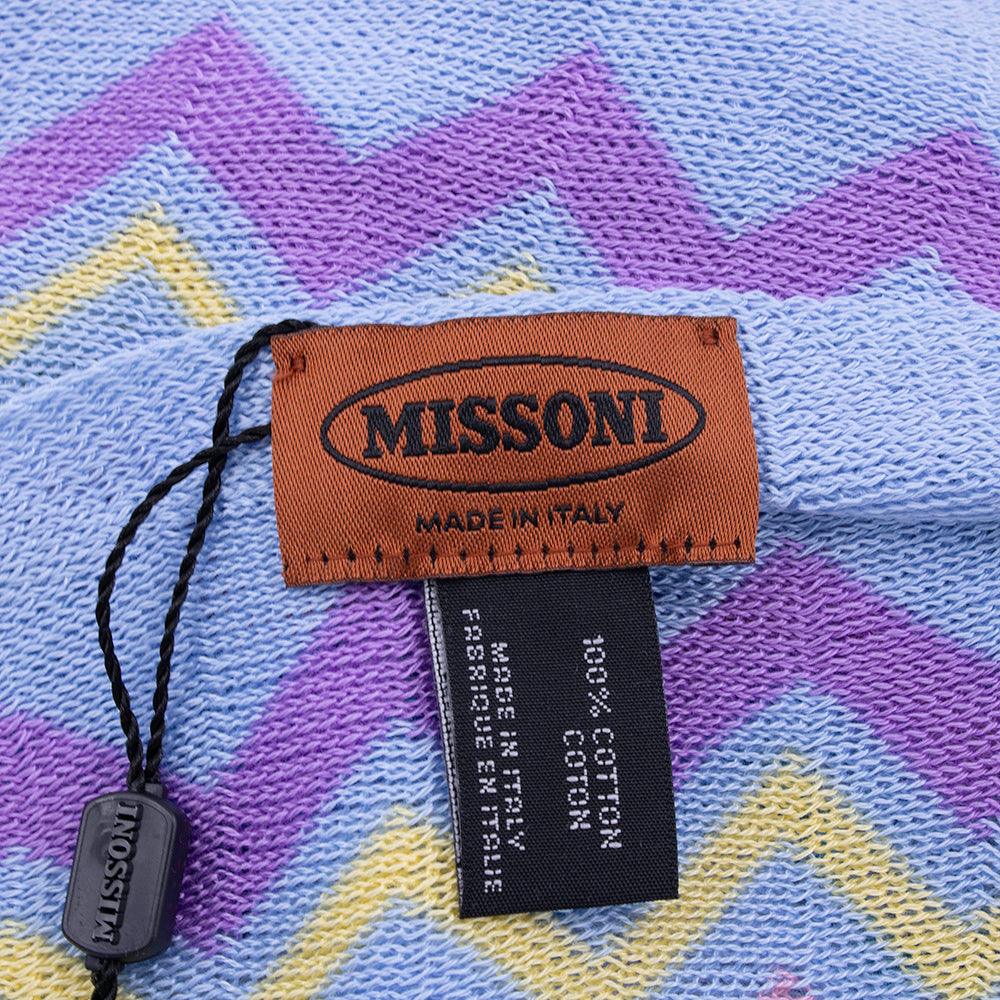 MISSONI
MADE IN ITALY
100% COTTON
COTON
MADE IN ITALY
FABRIQUE EN ITALIE
MISSONI